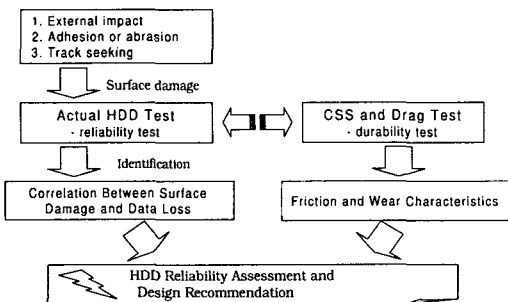 1. External impact
2. Adhesion or abrasion
3. Track seeking
Surface damage
Actual HDD Test
- reliability test
CSS and Drag Test
- durability test
Identification
Correlation Between Surface
Damage and Data Loss
Friction and Wear Characteristics
HDD Reliability Assessment and
Design Recommendation